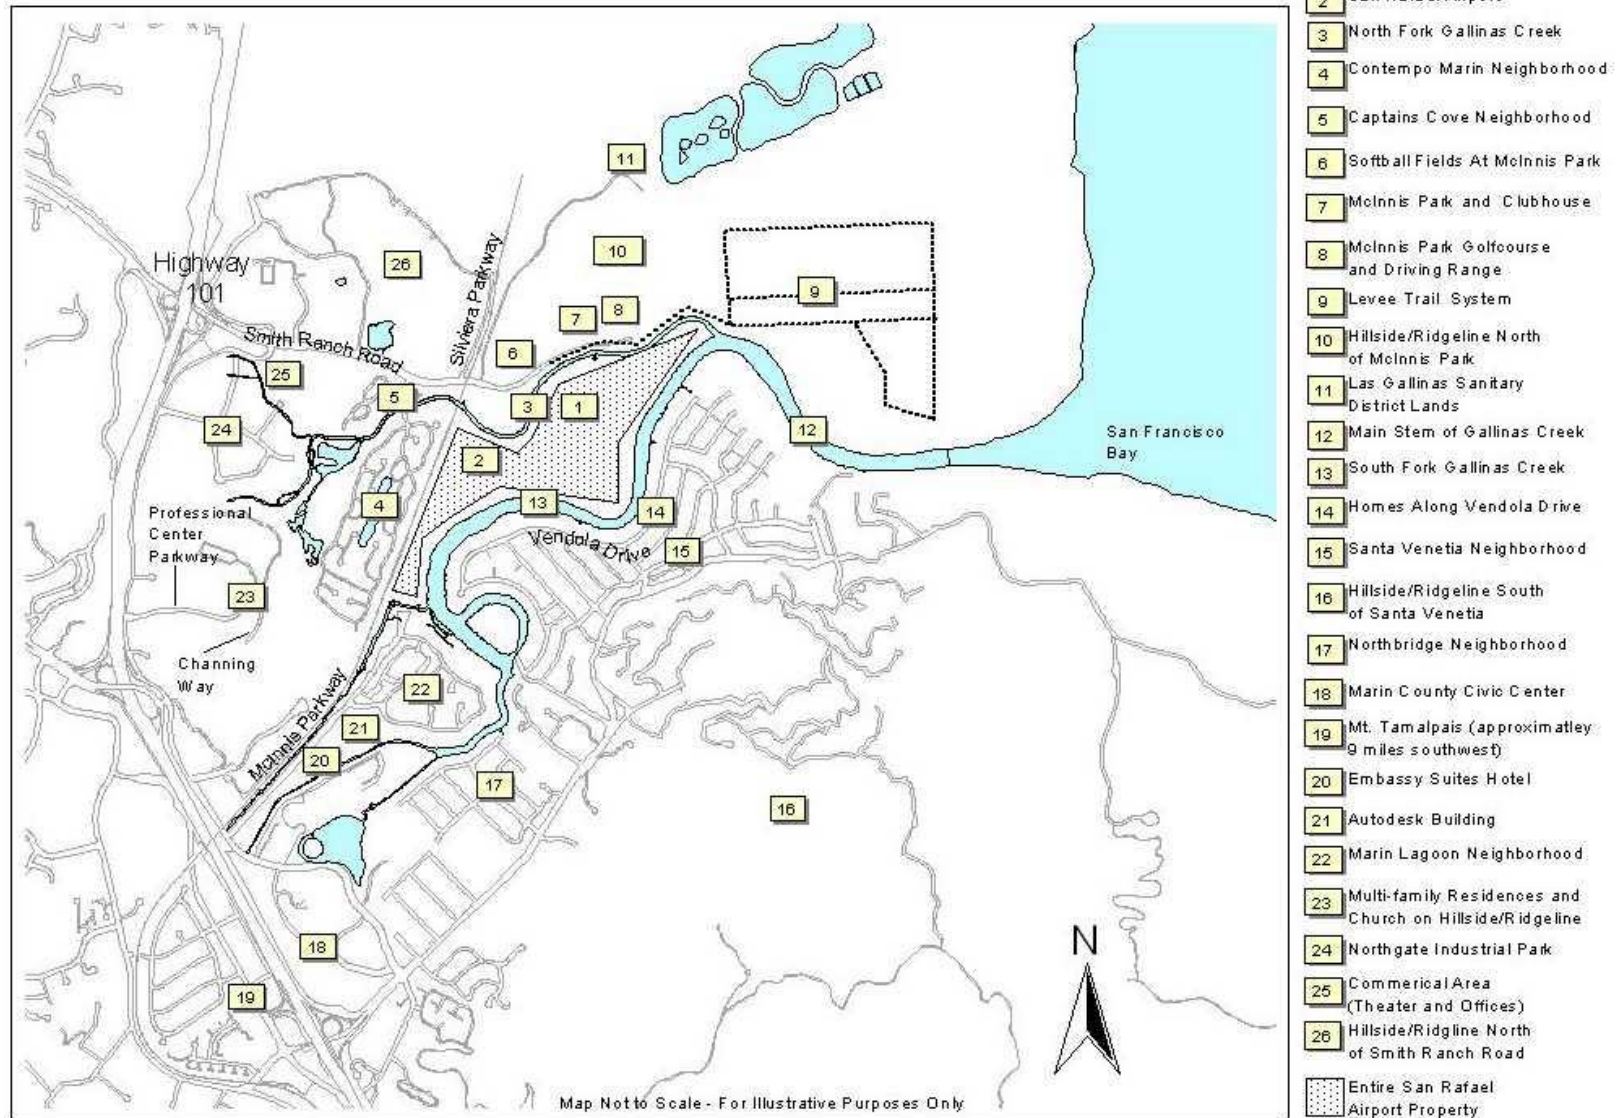 11
10
26
Highway
101
Silviera Parkway
9
8
7
Smith Ranch Road
6
25
5
3
1
24
12
San Francisco
Bay
2
4
13
14
Professional
Center
Parkway
Vendola Drive
15
23
Channing
Way
22
McInnis Parkway
21
20
17
16
18
N
19
Map Not to Scale - For Illustrative Purposes Only
2
3 North Fork Gallinas Creek
4 Contempo Marin Neighborhood
5 Captains Cove Neighborhood
6 Softball Fields At McInnis Park
7 McInnis Park and Clubhouse
8 McInnis Park Golfcourse
and Driving Range
9 Levee Trail System
10 Hillside/Ridgeline North
of McInnis Park
11 Las Gallinas Sanitary
District Lands
12 Main Stem of Gallinas Creek
13 South Fork Gallinas Creek
14 Homes Along Vendola Drive
15 Santa Venetia Neighborhood
16 Hillside/Ridgeline South
of Santa Venetia
17 Northbridge Neighborhood
18 Marin County Civic Center
19 Mt. Tamalpais (approximatley
9 miles southwest)
20 Embassy Suites Hotel
21 Autodesk Building
22 Marin Lagoon Neighborhood
23 Multi-family Residences and
Church on Hillside/Ridgeline
24 Northgate Industrial Park
25 Commerical Area
(Theater and Offices)
26 Hillside/Ridgline North
of Smith Ranch Road
Entire San Rafael
Airport Property